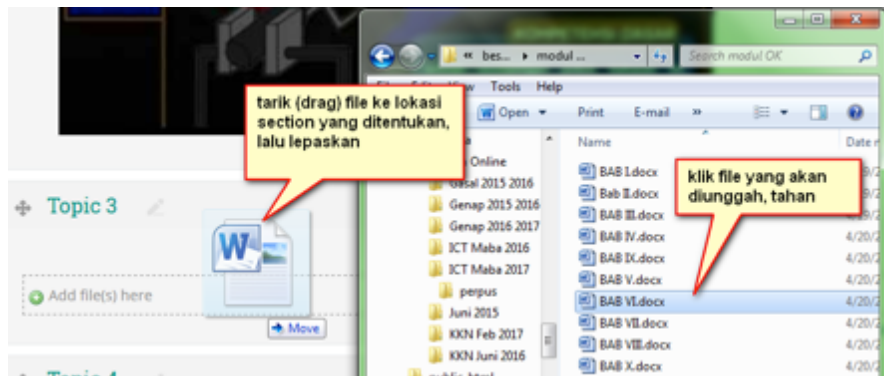 bes... ▸ modul ...
Search modul OK
Edit View Tools Help
Open
Print
E-mail
»
tarik (drag) file ke lokasi
section yang ditentukan,
lalu lepaskan
Name
Online
Gasal 2015 2016
Genap 2015 2016
Genap 2016 2017
ICT Maba 2016
ICT Maba 2017
perpus
Juni 2015
KKN Feb 2017
KKN Juni 2016
BAB I.docx
Bab II.docx
BAB III.docx
BAB IV.docx
BAB IX.docx
BAB V.docx
BAB VI.docx
BAB VII.docx
BAB VIII.docx
BAB X.docx
klik file yang akan
diunggah, tahan
Topic 3
W
Add file(s) here
Move